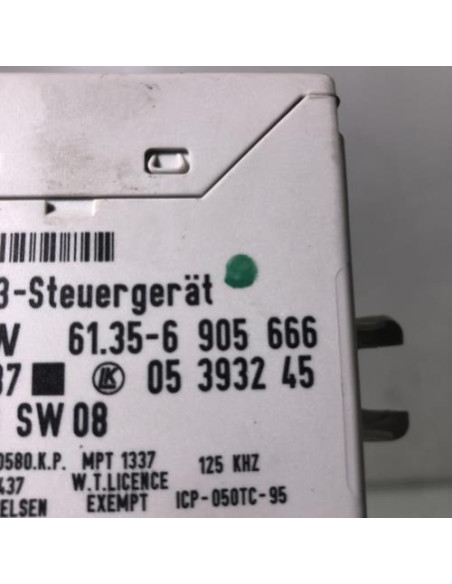 3-Steuergerät
W 61.35-6 905 666
37 LK 05 3932 45
SW 08
0580.K.P. MPT 1337 125 KHZ
437 W.T.LICENCE
ELSEN EXEMPT ICP-050TC-95